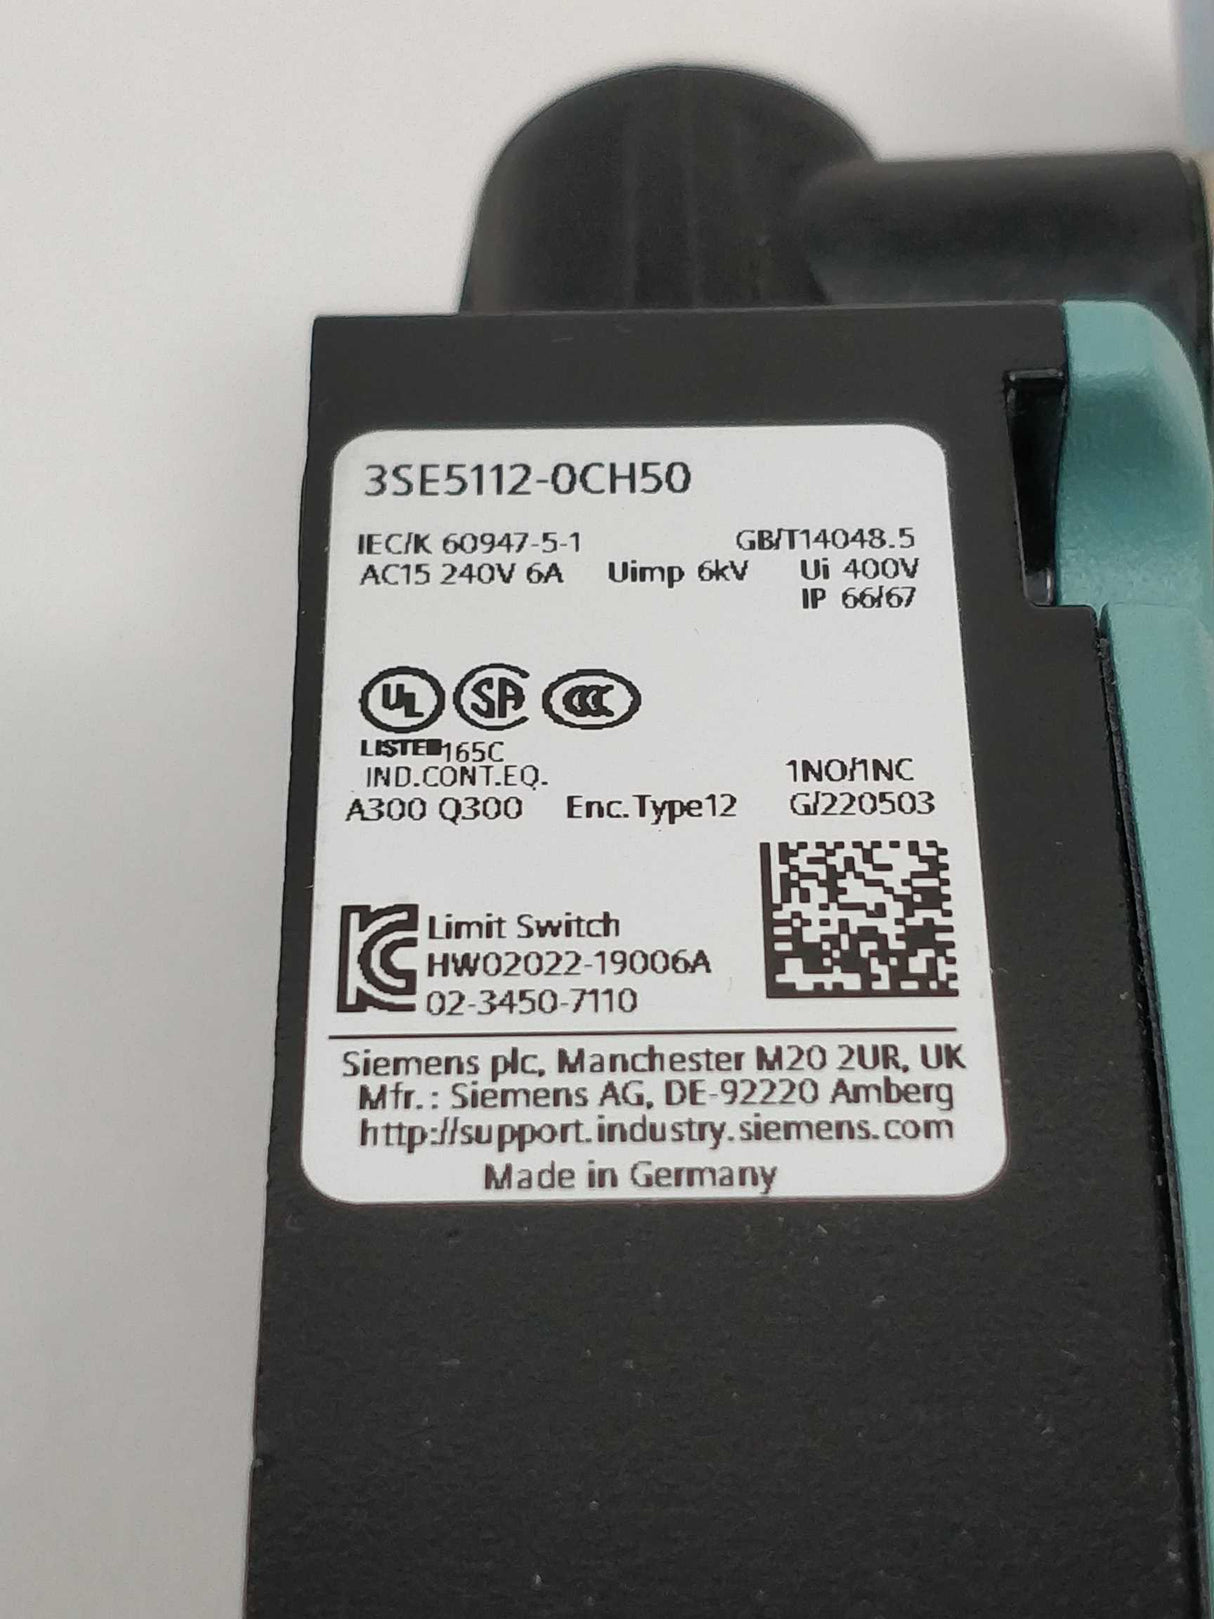 3SE5112-0CH50
IEC/K 60947-5-1 GB/T14048.5
AC15 240V 6A Uimp 6kV Ui 400V
IP 66/67
UL SA CCC
LISTED 165C
IND.CONT.EQ. 1NO/1NC
A300 Q300 Enc.Type12 G/220503
Limit Switch
HW02022-19006A
02-3450-7110
Siemens plc, Manchester M20 2UR, UK
Mfr.: Siemens AG, DE-92220 Amberg
http://support.industry.siemens.com
Made in Germany